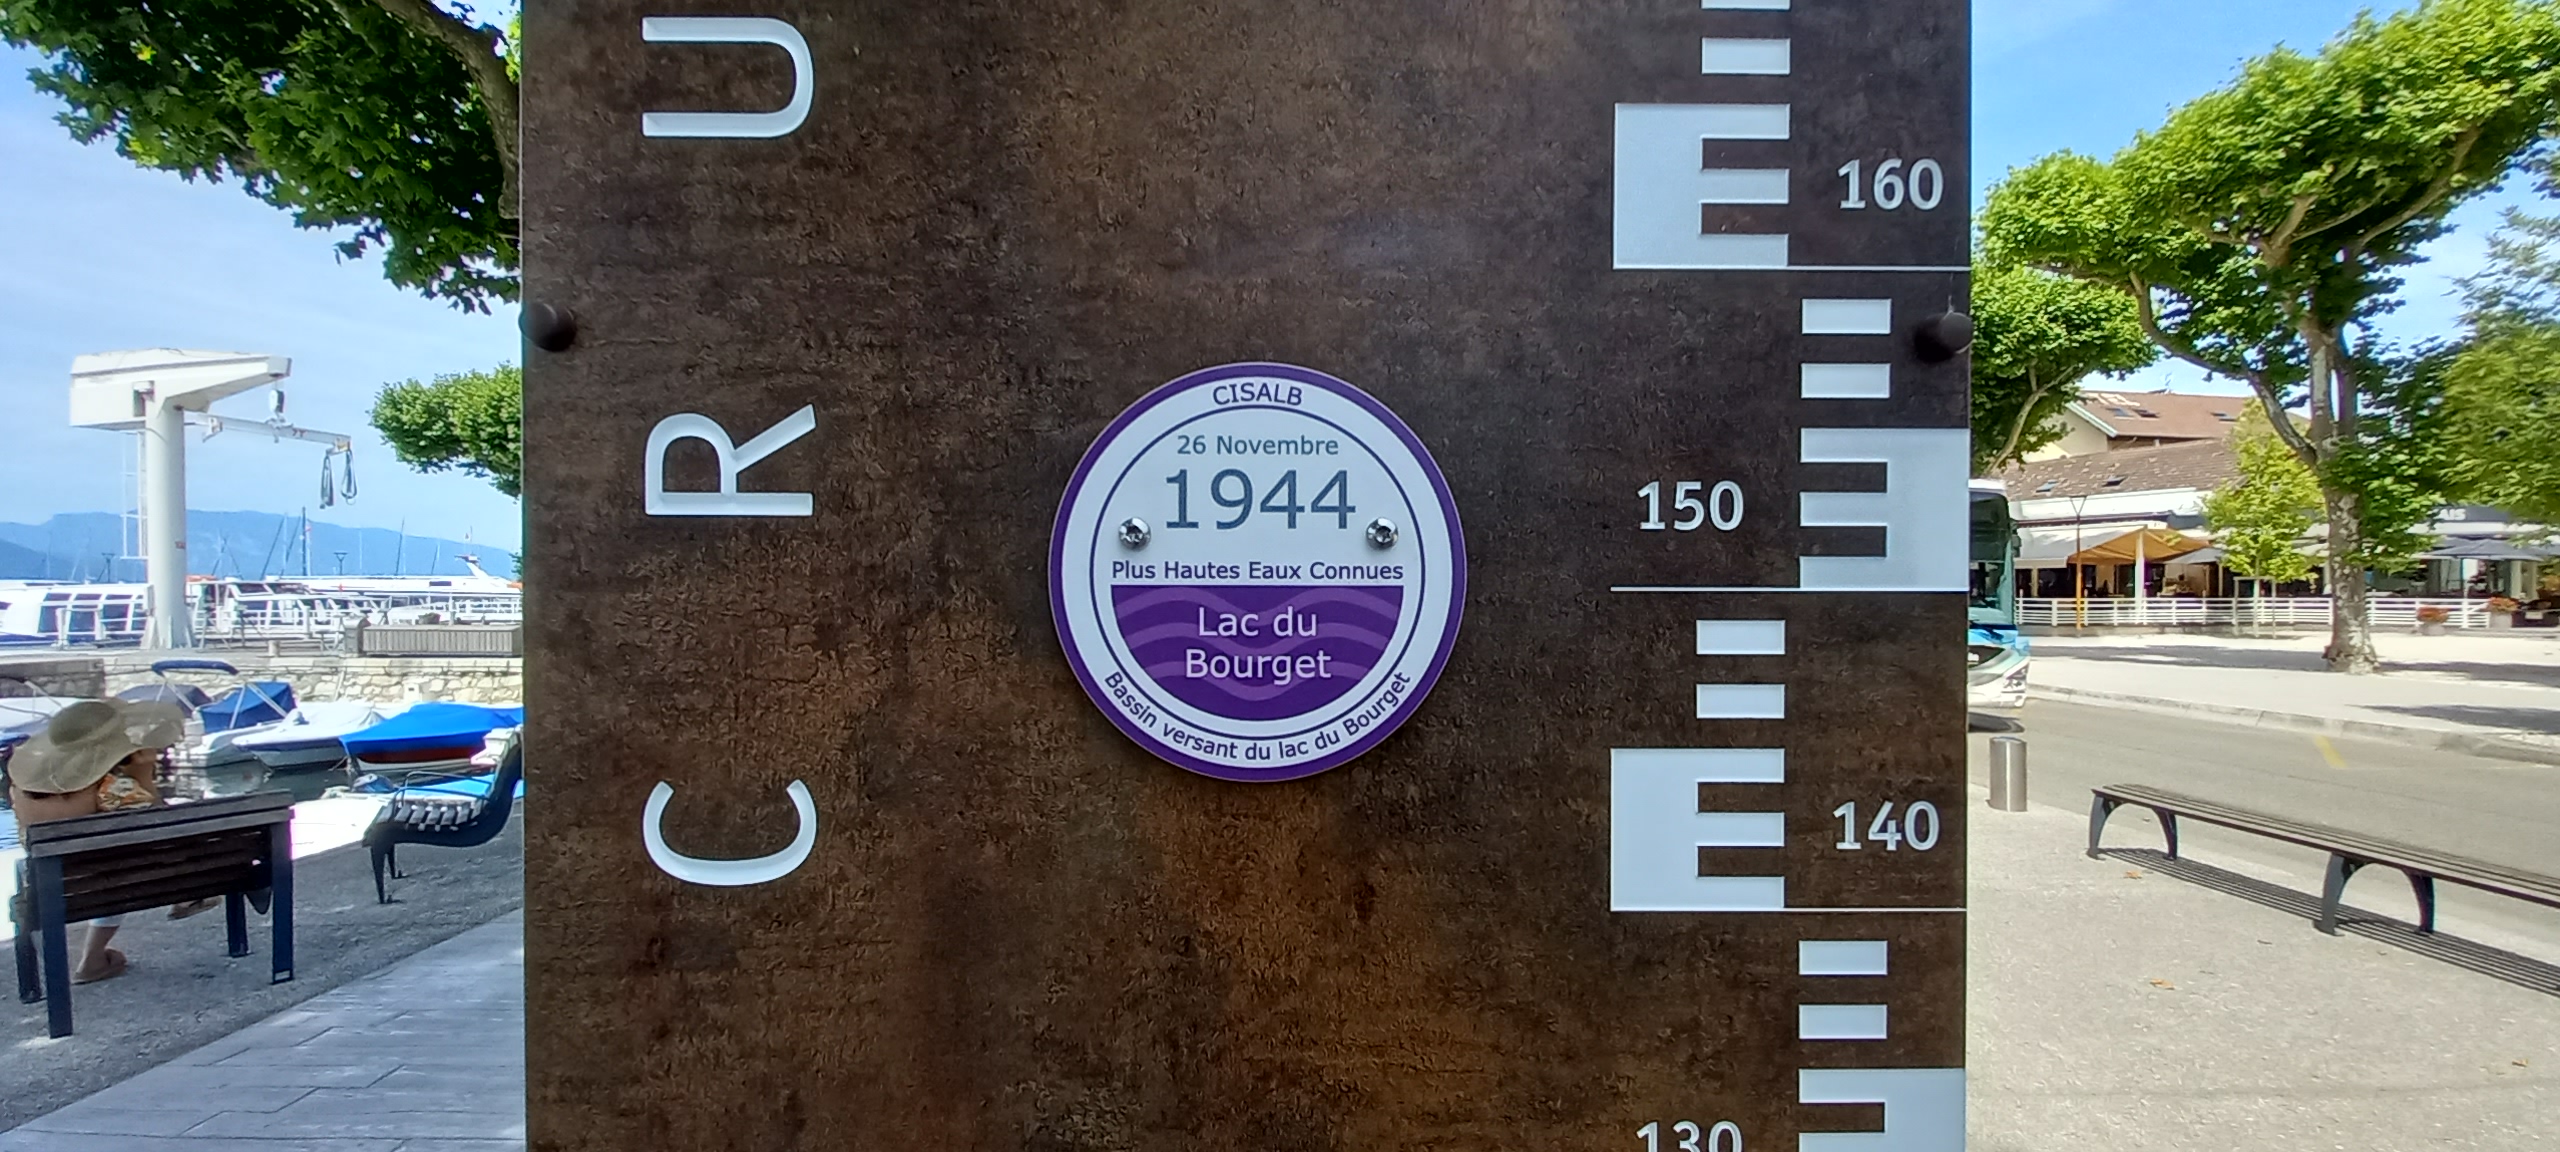 C R U
CISALB
26 Novembre
1944
Plus Hautes Eaux Connues
Lac du
Bourget
Bassin versant du lac du Bourget
160
150
140
130